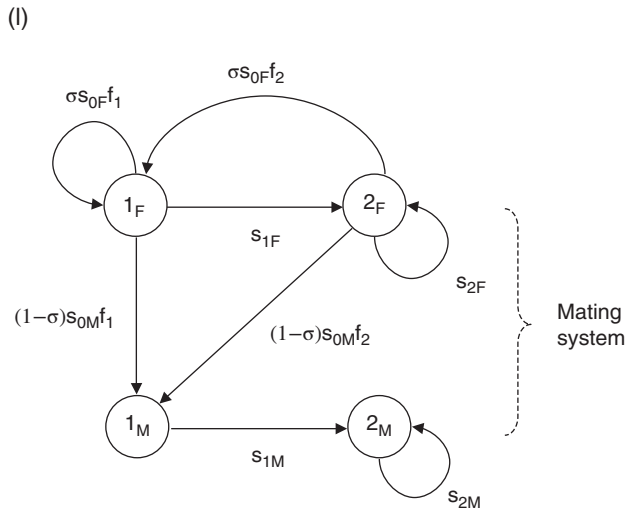 (l)
σs₀Ff₁
σs₀Ff₂
1F
2F
s₁F
s₂F
(1−σ)s₀Mf₁
(1−σ)s₀Mf₂
Mating
system
1M
2M
s₁M
s₂M